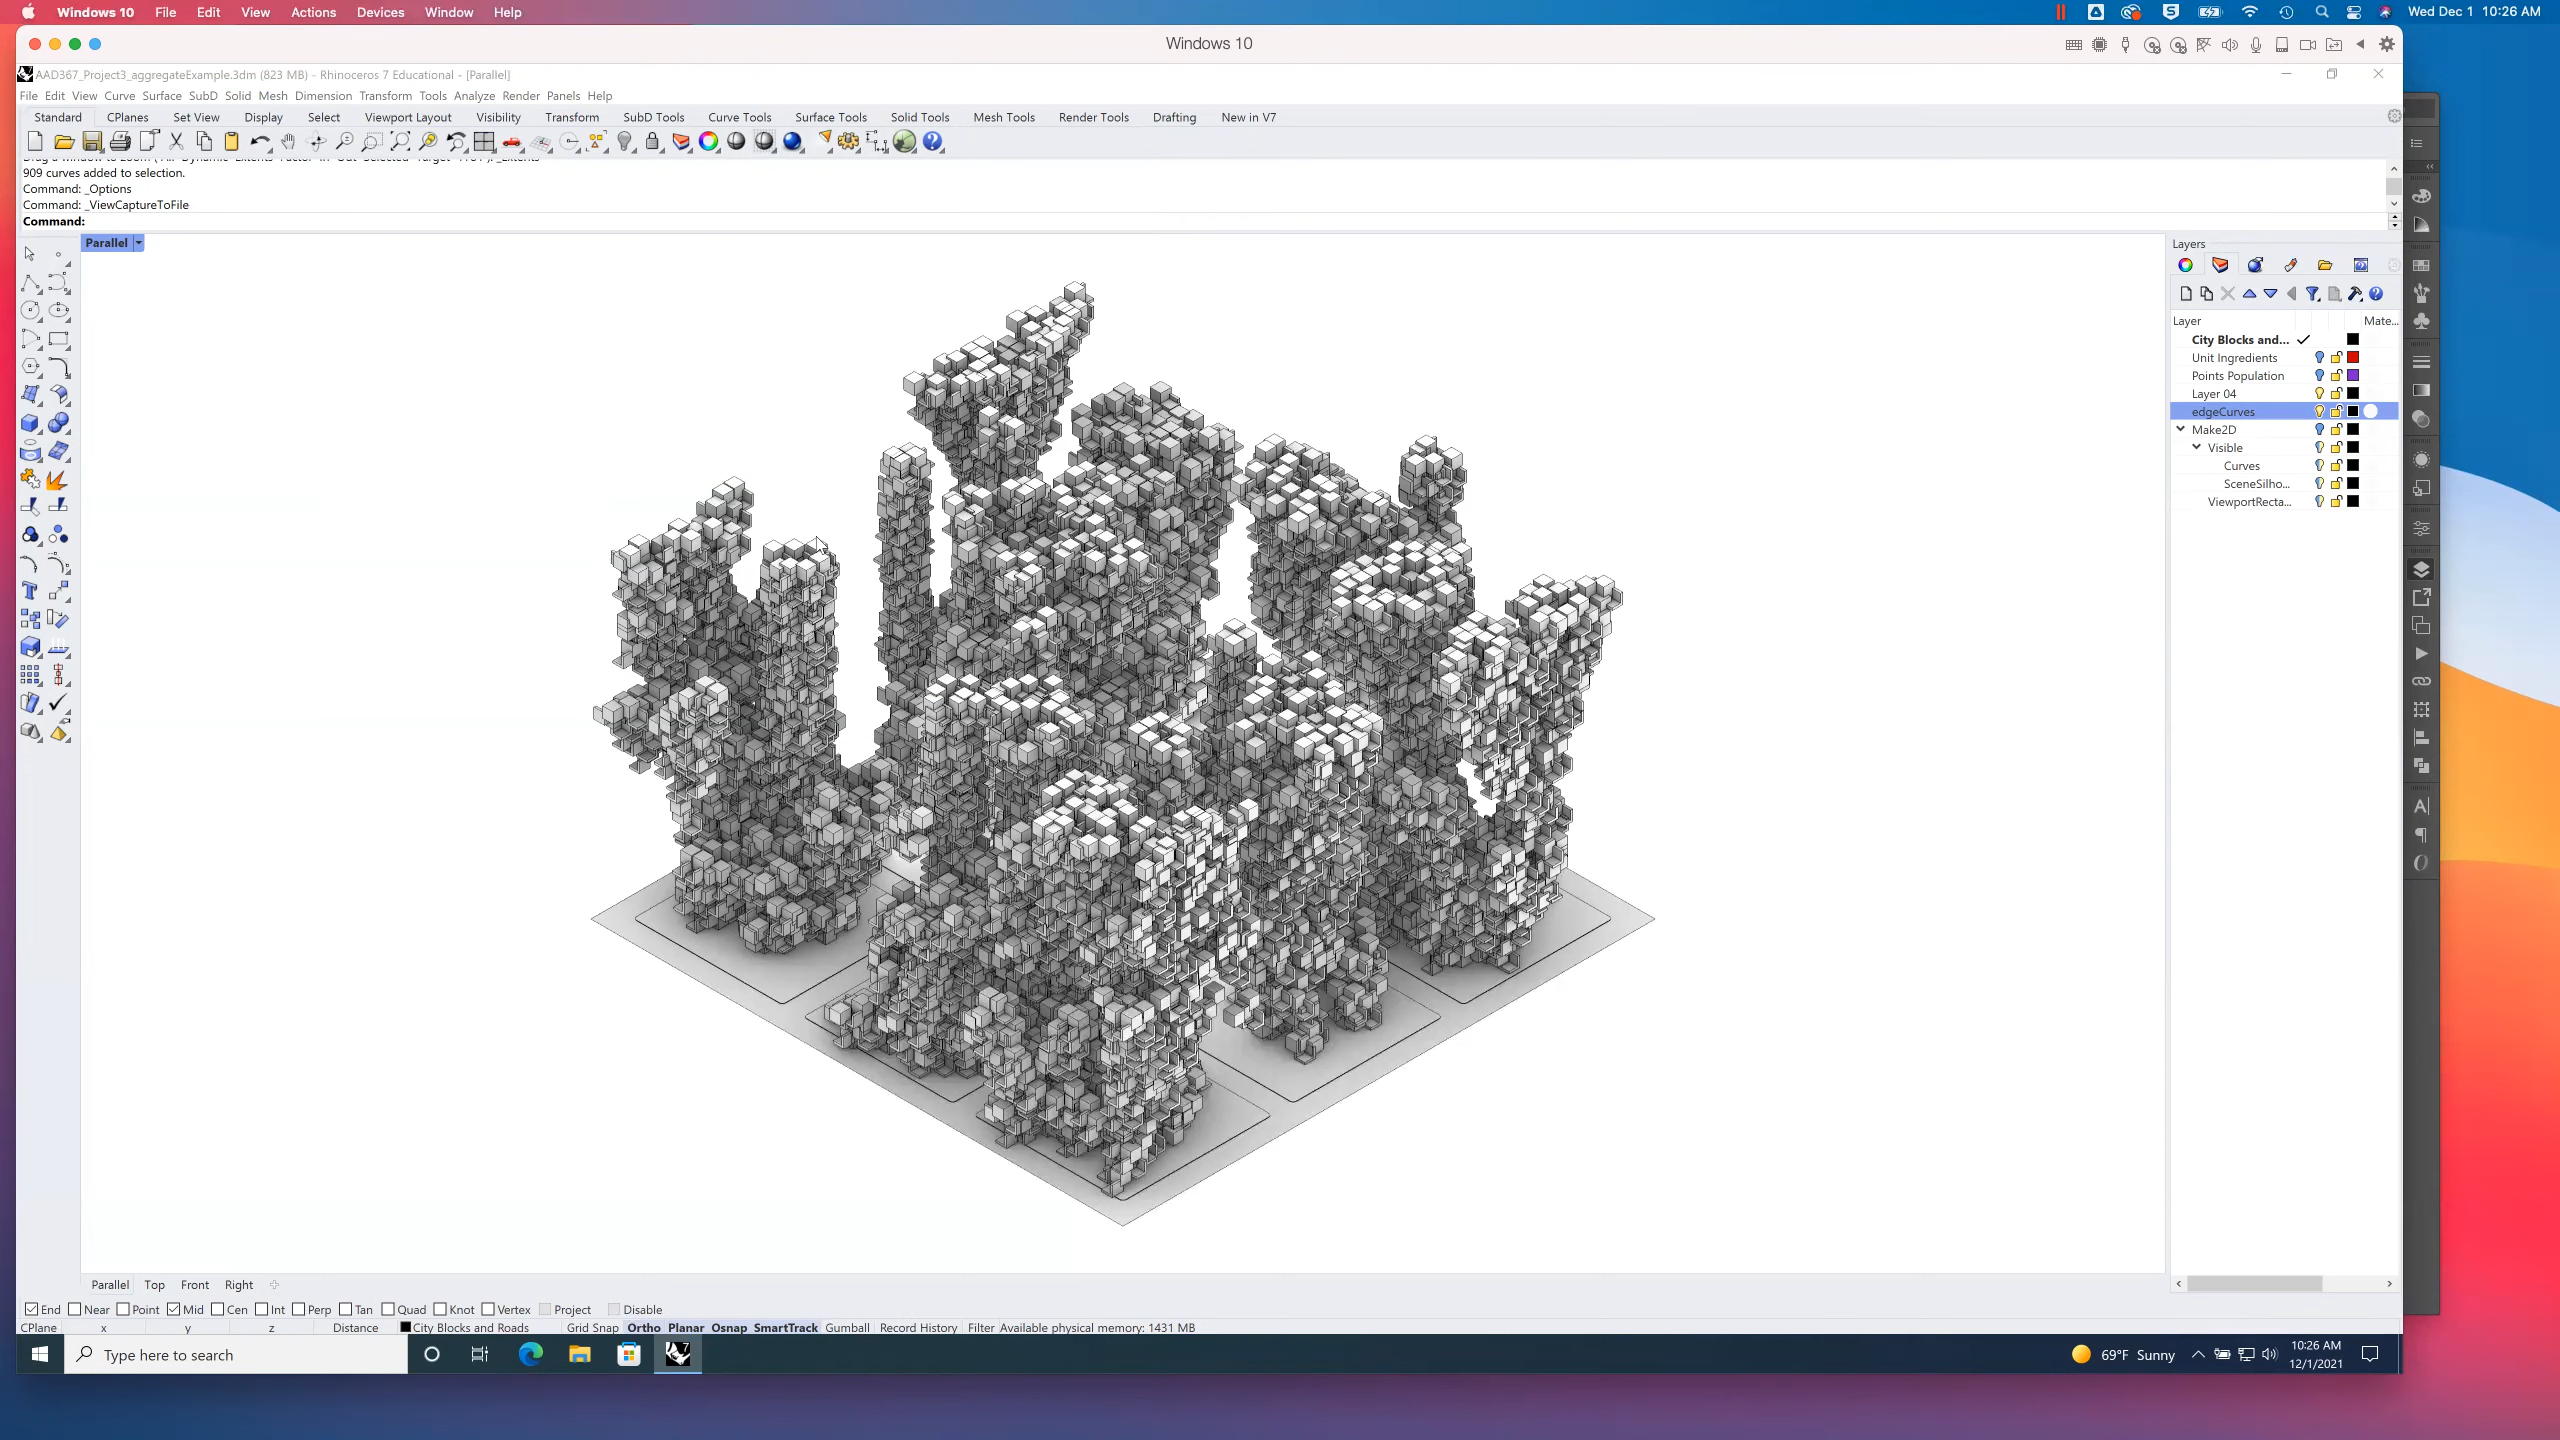 Windows 10 File Edit View Actions Devices Window Help
Wed Dec 1 10:26 AM
Windows 10
AAD367_Project3_aggregateExample.3dm (823 MB) - Rhinoceros 7 Educational - [Parallel]
File Edit View Curve Surface SubD Solid Mesh Dimension Transform Tools Analyze Render Panels Help
Standard CPlanes Set View Display Select Viewport Layout Visibility Transform SubD Tools Curve Tools Surface Tools Solid Tools Mesh Tools Render Tools Drafting New in V7
909 curves added to selection.
Command: _Options
Command: _ViewCaptureToFile
Command:
Parallel
Layers
Layer Mate...
City Blocks and...
Unit Ingredients
Points Population
Layer 04
edgeCurves
Make2D
Visible
Curves
SceneSilho...
ViewportRecta...
Parallel Top Front Right
End Near Point Mid Cen Int Perp Tan Quad Knot Vertex Project Disable
CPlane x y z Distance City Blocks and Roads Grid Snap Ortho Planar Osnap SmartTrack Gumball Record History Filter Available physical memory: 1431 MB
Type here to search
69°F Sunny
10:26 AM
12/1/2021